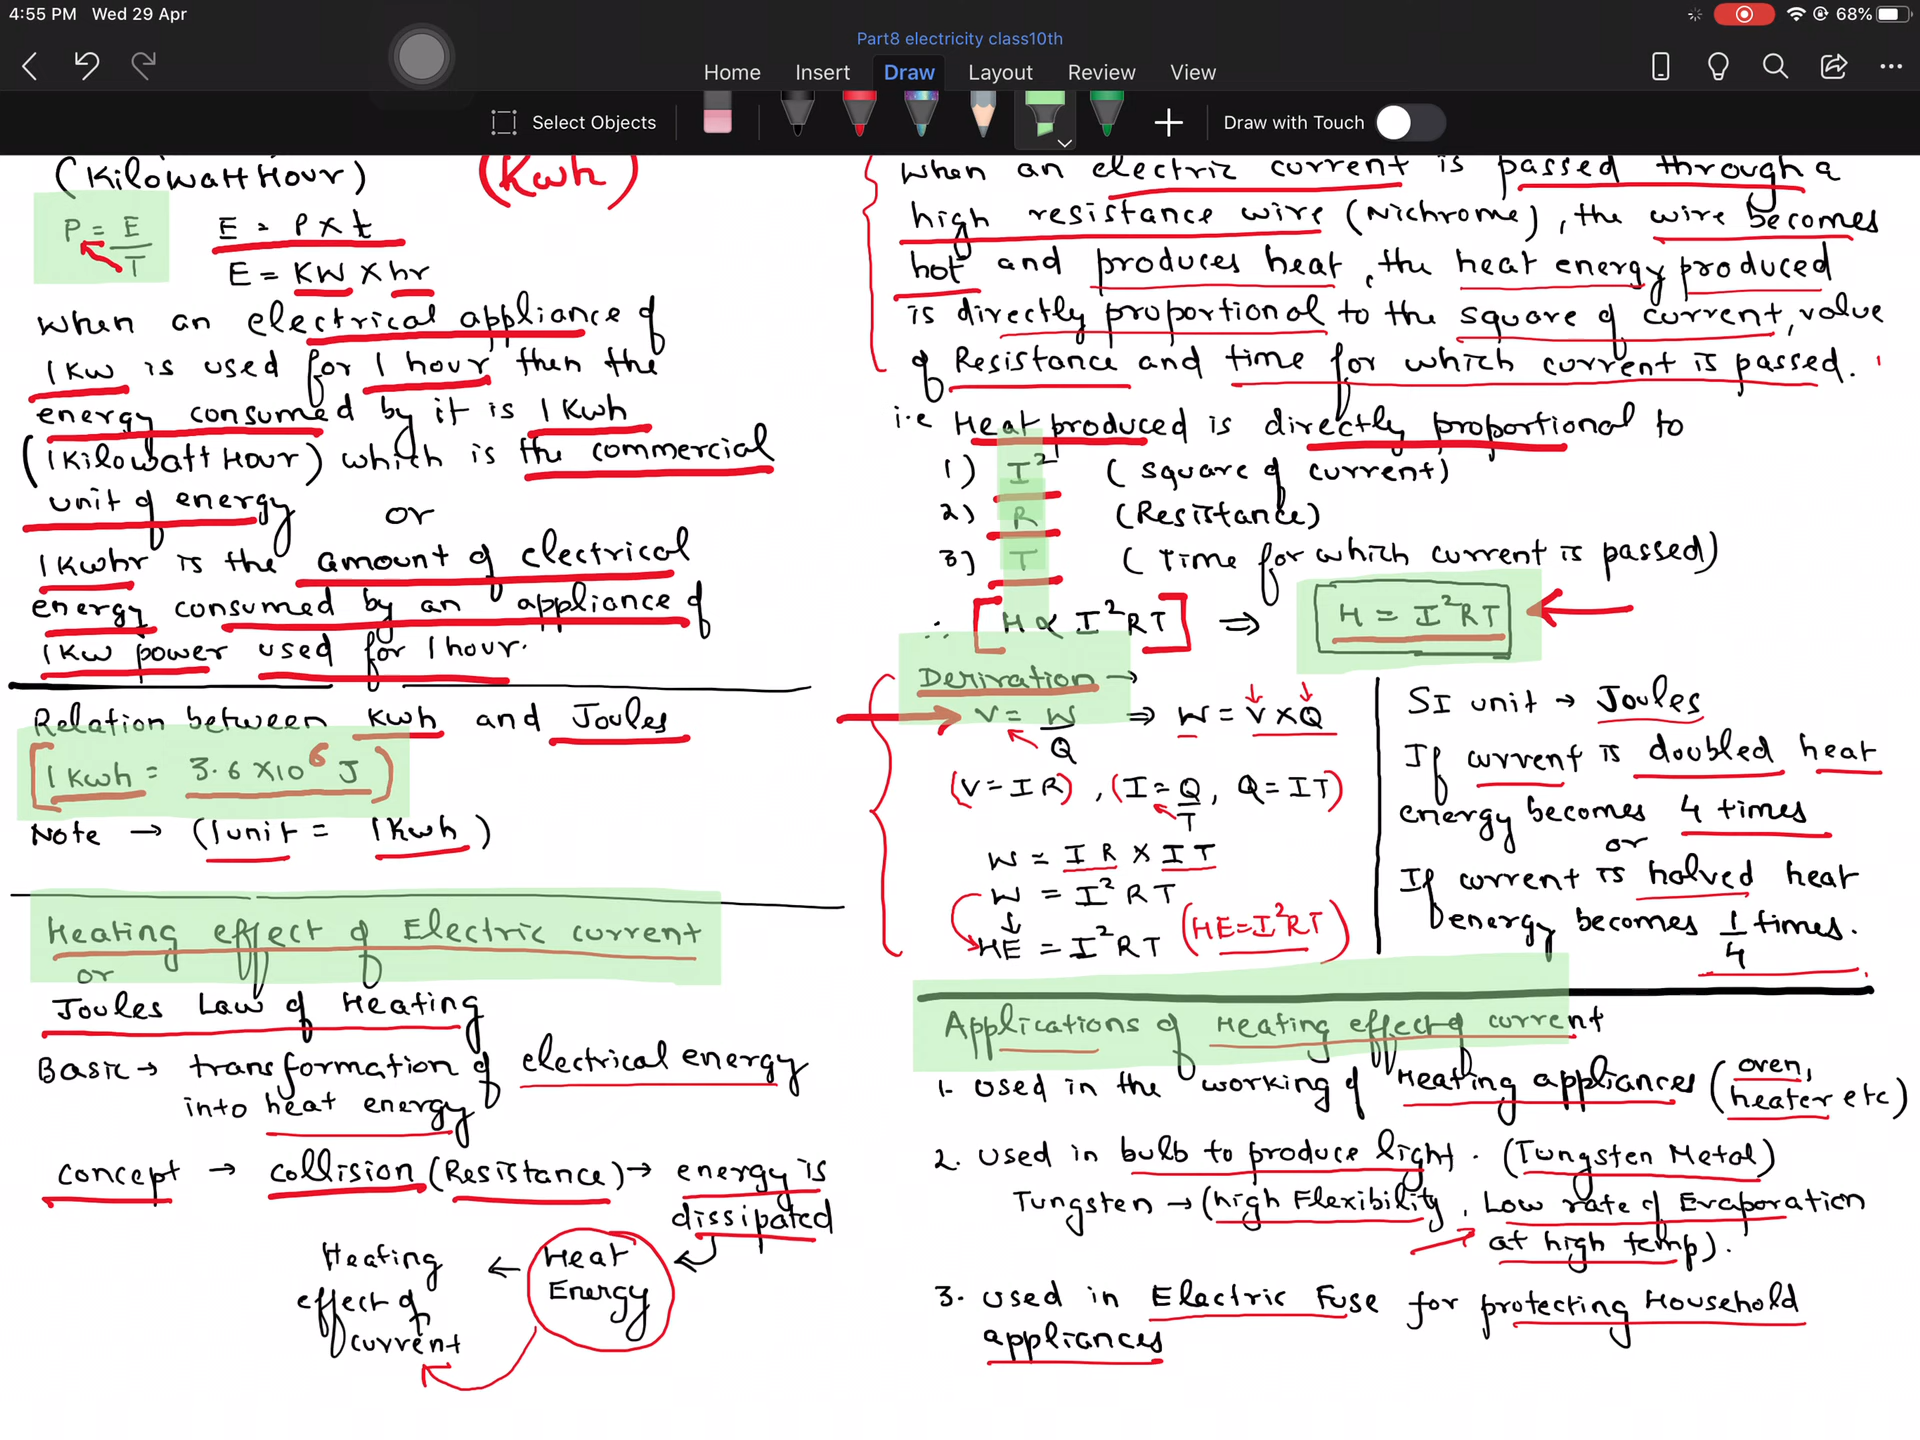 4:55 PM Wed 29 Apr
68%
Part8 electricity class10th
Home Insert Draw Layout Review View
Select Objects
Draw with Touch
(Kilowatt Hour) (Kwh)
P = E/T E = P x t
E = KW x hr
When an electrical appliance of
1KW is used for 1 hour then the
energy consumed by it is 1 Kwh
(1Kilowatt Hour) which is the commercial
unit of energy or
1 Kwhr is the amount of electrical
energy consumed by an appliance of
1KW power used for 1 hour.
Relation between Kwh and Joules
[1 Kwh = 3.6 x10⁶ J]
Note → (1 unit = 1 Kwh)
Heating effect of Electric current
or
Joules Law of Heating
Basic → transformation of electrical energy
into heat energy
concept → collision (Resistance) → energy is
dissipated
Heating ← Heat
effect of Energy
current
When an electric current is passed through a
high resistance wire (Nichrome), the wire becomes
hot and produces heat, the heat energy produced
is directly proportional to the square of current, value
of Resistance and time for which current is passed.
i.e Heat produced is directly proportional to
1) I² (square of current)
2) R (Resistance)
3) T (Time for which current is passed)
∴ [H ∝ I²RT] ⇒ H = I²RT
Derivation →
V = W/Q ⇒ W = V x Q
(V = IR), (I = Q/T, Q = IT)
W = IR x IT
W = I²RT
↓
HE = I²RT (HE=I²RT)
SI unit → Joules
If current is doubled heat
energy becomes 4 times
or
If current is halved heat
energy becomes 1/4 times.
Applications of Heating effect of current
1. Used in the working of Heating appliances (oven,
heater etc)
2. Used in bulb to produce light. (Tungsten Metal)
Tungsten → (high Flexibility, Low rate of Evaporation
at high temp).
3. Used in Electric Fuse for protecting Household
appliances